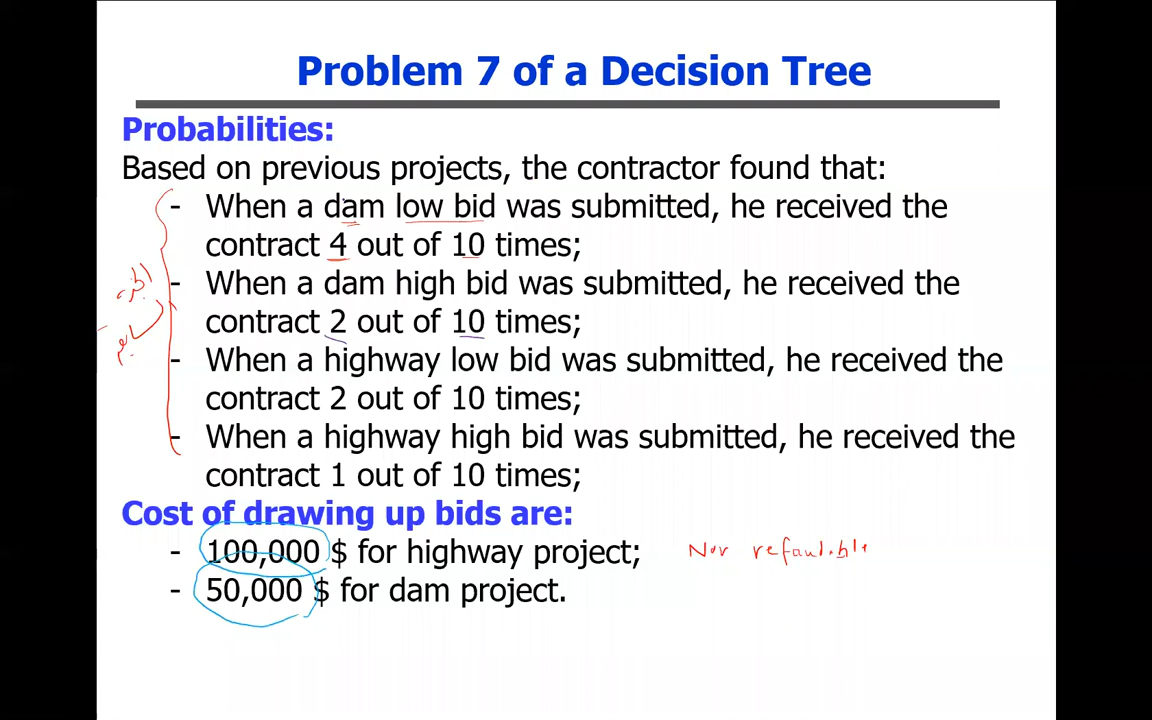 Problem 7 of a Decision Tree
Probabilities:
Based on previous projects, the contractor found that:
- When a dam low bid was submitted, he received the
contract 4 out of 10 times;
- When a dam high bid was submitted, he received the
contract 2 out of 10 times;
- When a highway low bid was submitted, he received the
contract 2 out of 10 times;
- When a highway high bid was submitted, he received the
contract 1 out of 10 times;
Cost of drawing up bids are:
- 100,000 $ for highway project; Non refundable
- 50,000 $ for dam project.